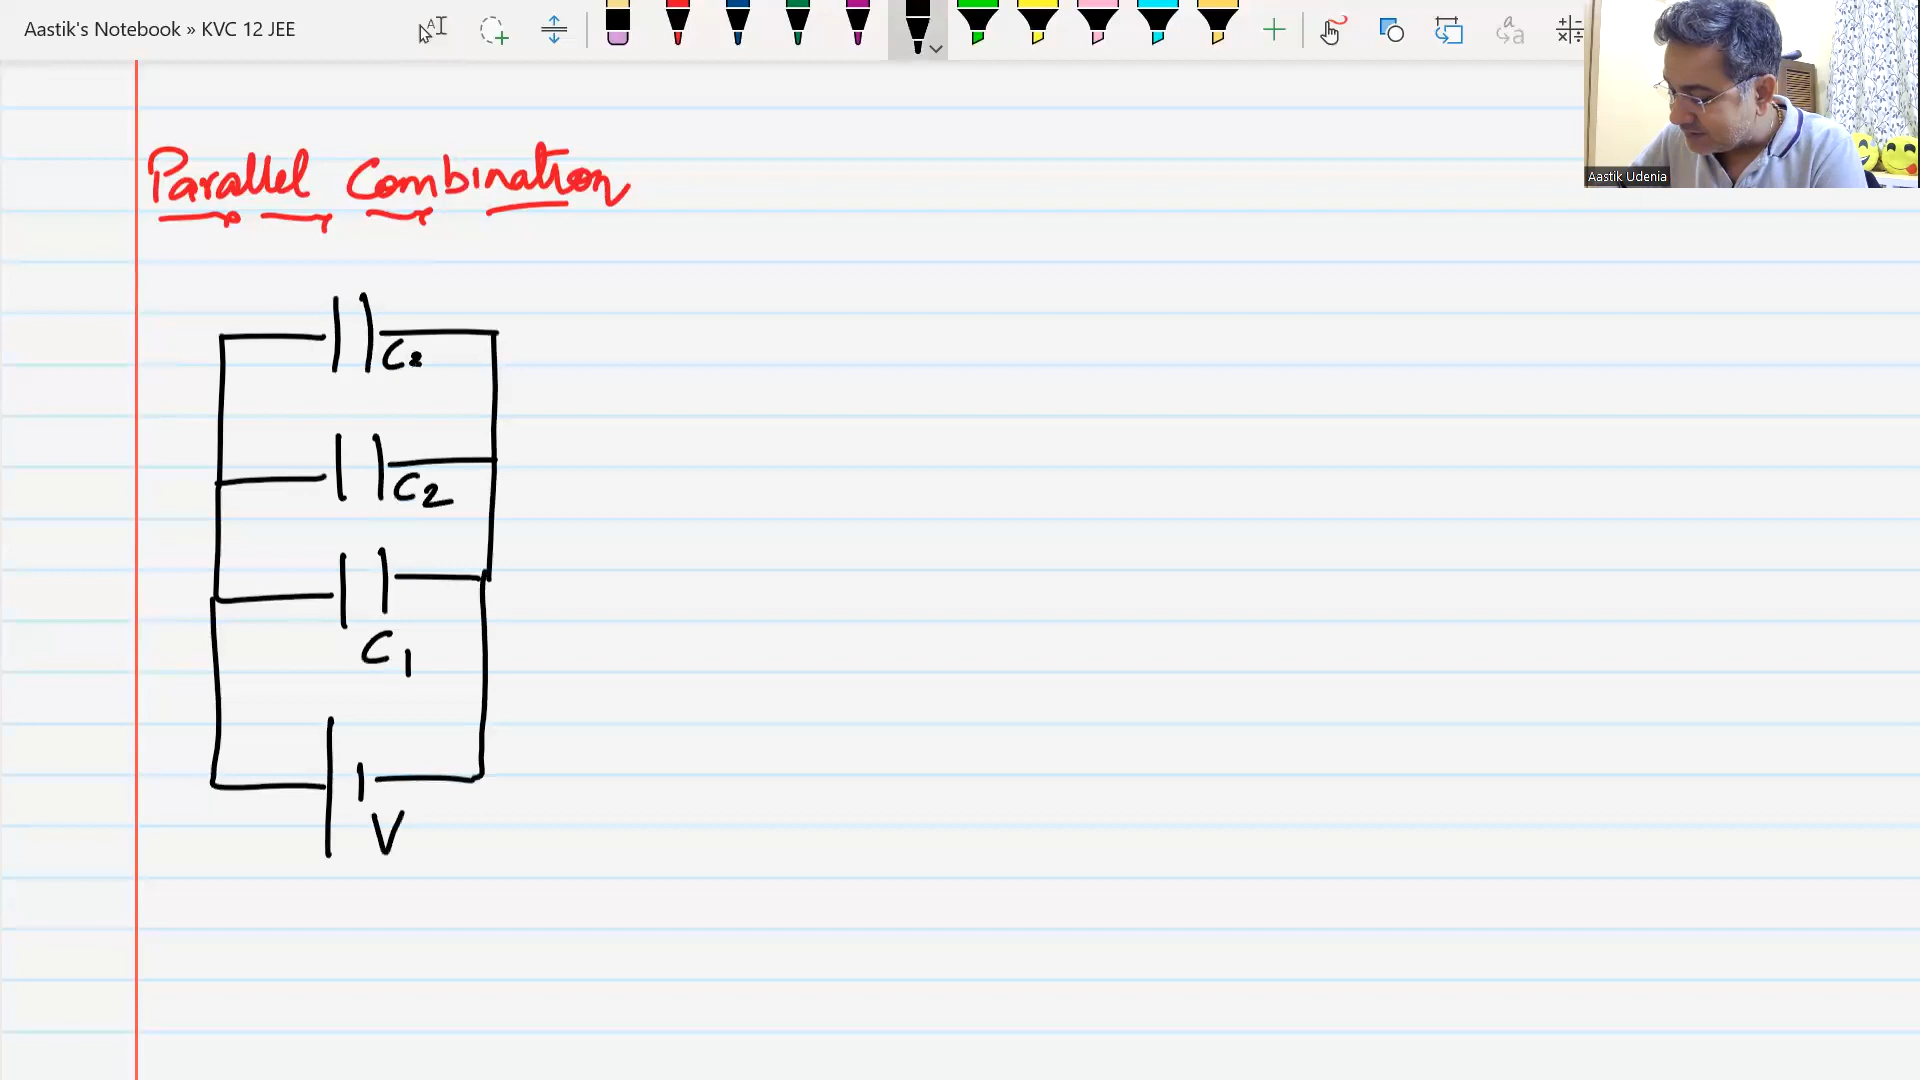 Aastik's Notebook » KVC 12 JEE
Aastik Udenia
Parallel Combination
C2
C2
C1
V